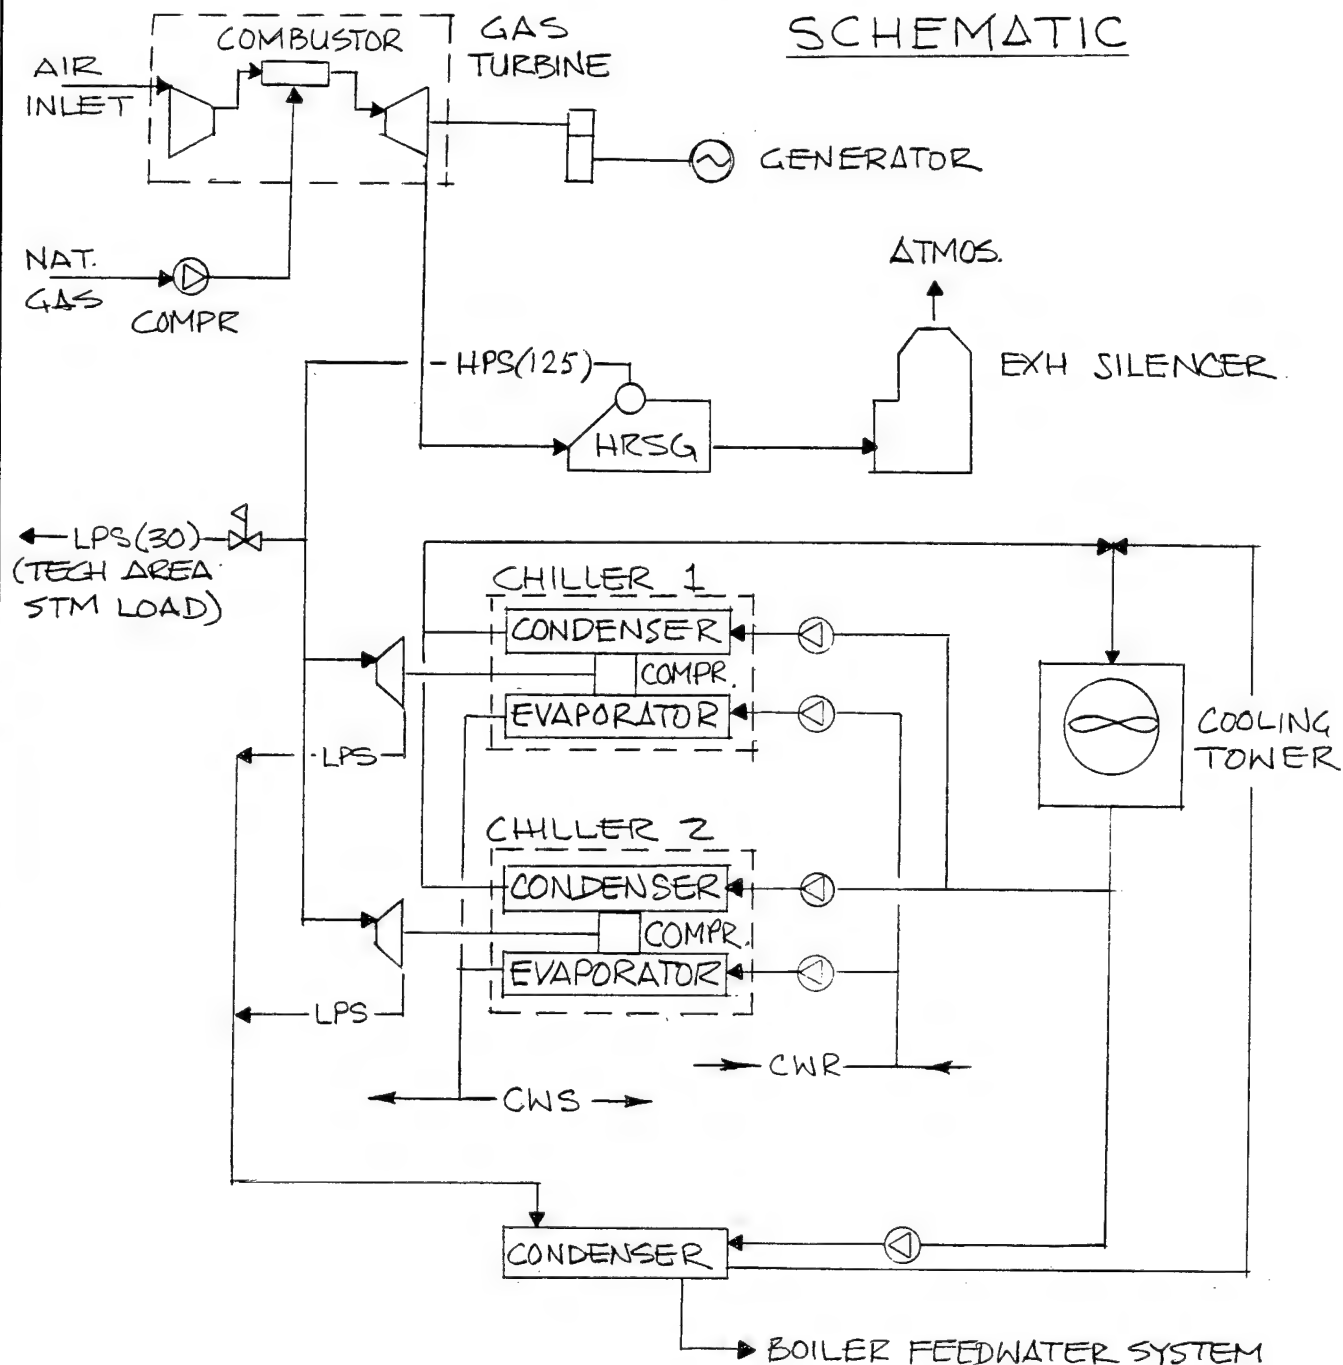 SCHEMATIC
COMBUSTOR
GAS
TURBINE
AIR
INLET
GENERATOR
NAT.
GAS
COMPR
ATMOS.
HPS(125)
EXH SILENCER.
HRSG
LPS(30)
(TECH AREA
STM LOAD)
CHILLER 1
CONDENSER
COMPR.
EVAPORATOR
LPS
COOLING
TOWER
CHILLER 2
CONDENSER
COMPR.
EVAPORATOR
LPS
CWR
CWS
CONDENSER
BOILER FEEDWATER SYSTEM